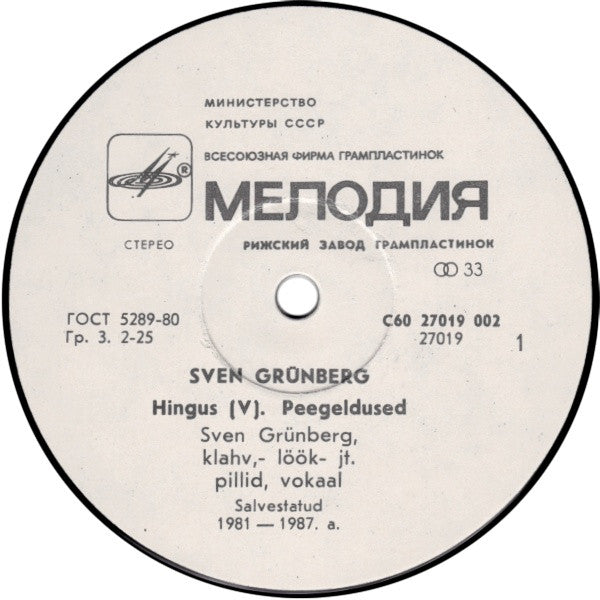 МИНИСТЕРСТВО
КУЛЬТУРЫ СССР
ВСЕСОЮЗНАЯ ФИРМА ГРАМПЛАСТИНОК
®
МЕЛОДИЯ
СТЕРЕО
РИЖСКИЙ ЗАВОД ГРАМПЛАСТИНОК
33
ГОСТ 5289-80
Гр. 3. 2-25
С60 27019 002
27019
1
SVEN GRÜNBERG
Hingus (V). Peegeldused
Sven Grünberg,
klahv,- löök- jt.
pillid, vokaal
Salvestatud
1981 — 1987. a.